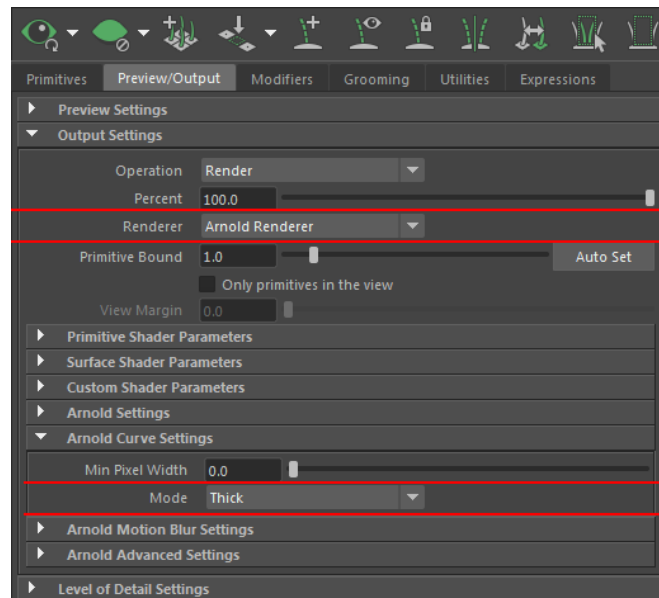 Primitives Preview/Output Modifiers Grooming Utilities Expressions
Preview Settings
Output Settings
Operation Render
Percent 100.0
Renderer Arnold Renderer
Primitive Bound 1.0 Auto Set
Only primitives in the view
View Margin 0.0
Primitive Shader Parameters
Surface Shader Parameters
Custom Shader Parameters
Arnold Settings
Arnold Curve Settings
Min Pixel Width 0.0
Mode Thick
Arnold Motion Blur Settings
Arnold Advanced Settings
Level of Detail Settings